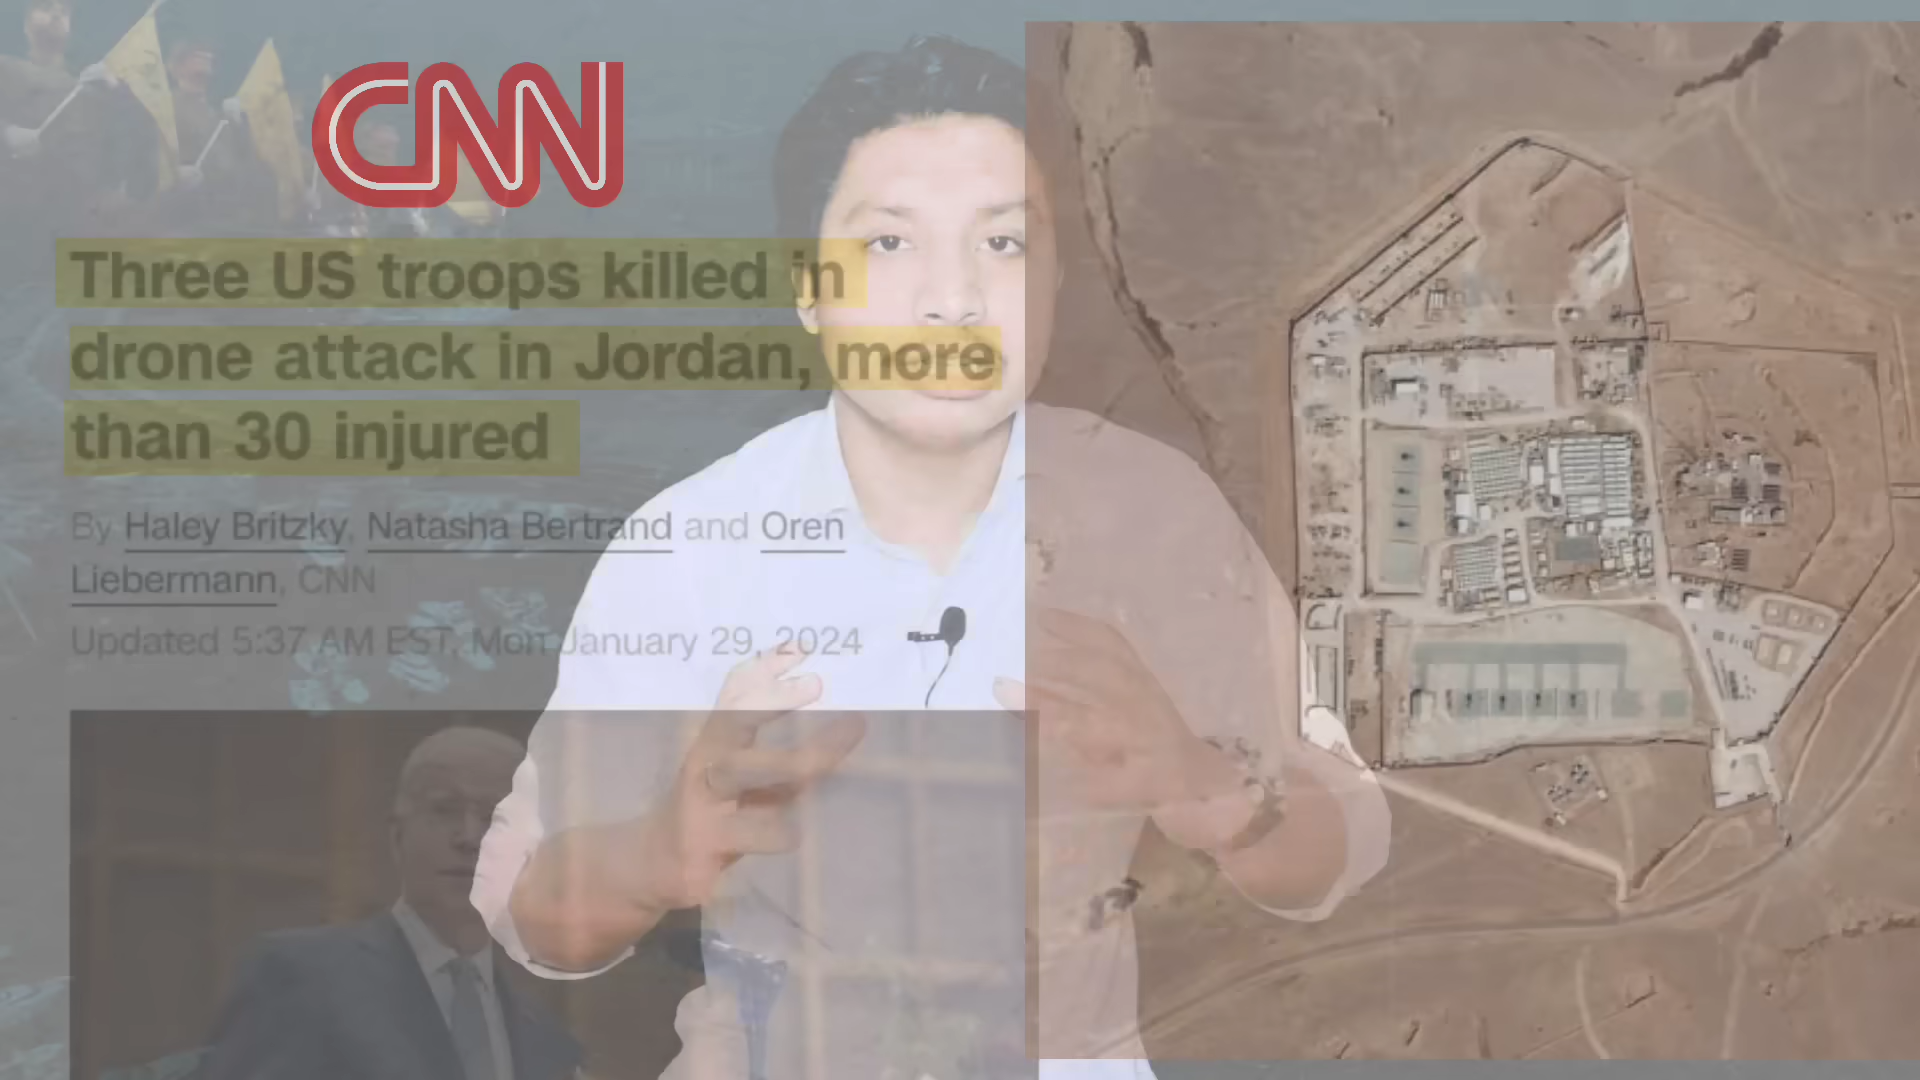 CNN
Three US troops killed in
drone attack in Jordan, more
than 30 injured
By Haley Britzky, Natasha Bertrand and Oren
Liebermann, CNN
Updated 5:37 AM EST, Mon January 29, 2024